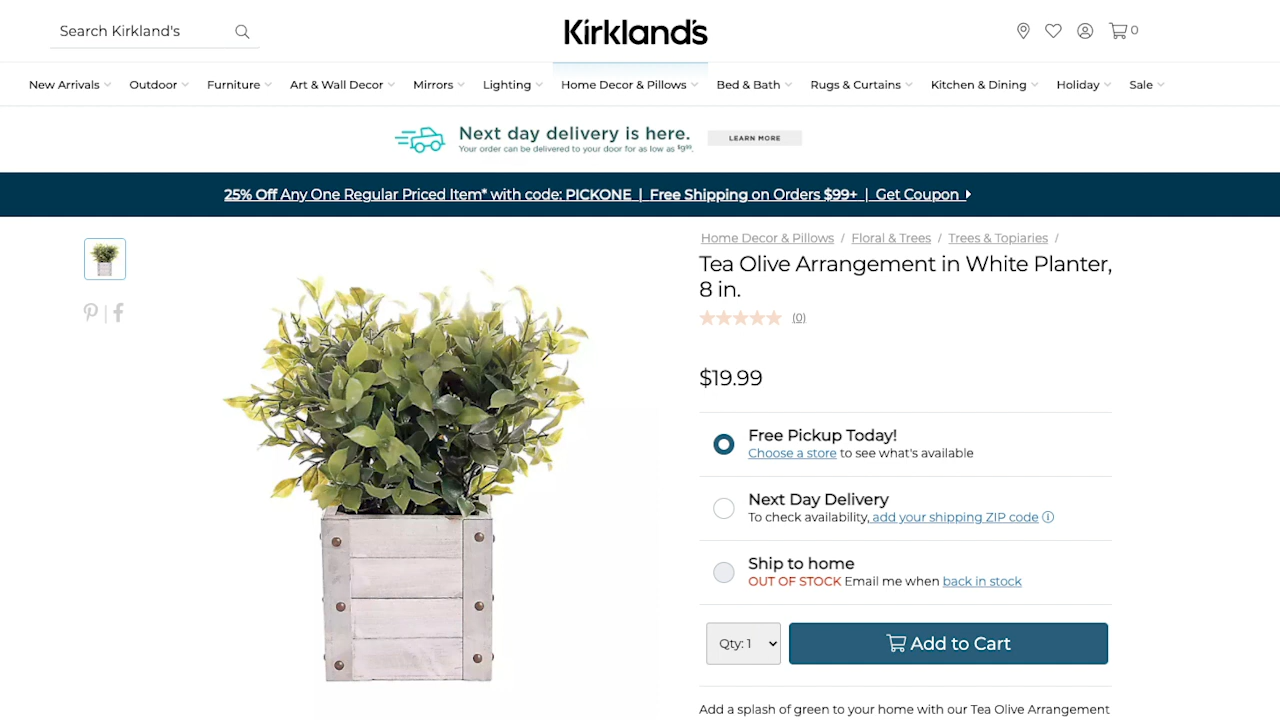 Search Kirkland's
Kirkland's
0
New Arrivals
Outdoor
Furniture
Art & Wall Decor
Mirrors
Lighting
Home Decor & Pillows
Bed & Bath
Rugs & Curtains
Kitchen & Dining
Holiday
Sale
Next day delivery is here.
Your order can be delivered to your door for as low as $9.99.
LEARN MORE
25% Off Any One Regular Priced Item* with code: PICKONE | Free Shipping on Orders $99+ | Get Coupon
Home Decor & Pillows / Floral & Trees / Trees & Topiaries /
Tea Olive Arrangement in White Planter,
8 in.
(0)
$19.99
Free Pickup Today!
Choose a store to see what's available
Next Day Delivery
To check availability, add your shipping ZIP code
Ship to home
OUT OF STOCK Email me when back in stock
Qty: 1
Add to Cart
Add a splash of green to your home with our Tea Olive Arrangement